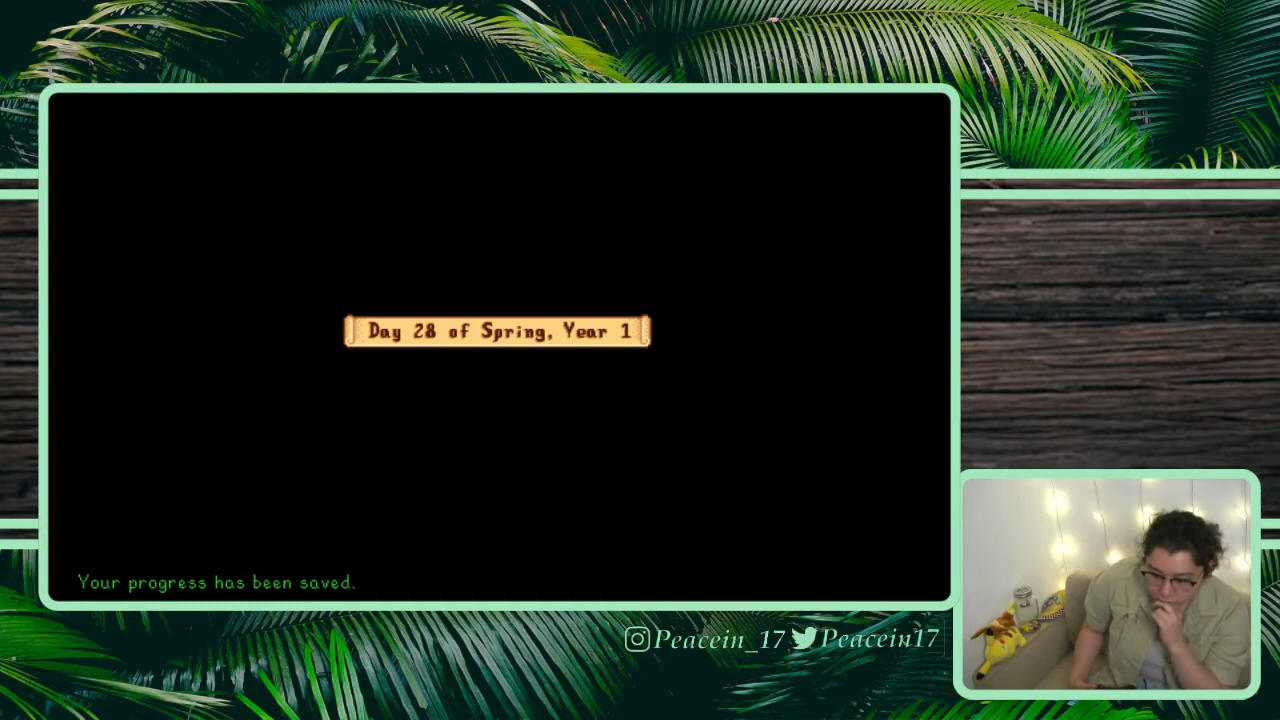 Day 28 of Spring, Year 1
Your progress has been saved.
Peacein_17 Peacein17